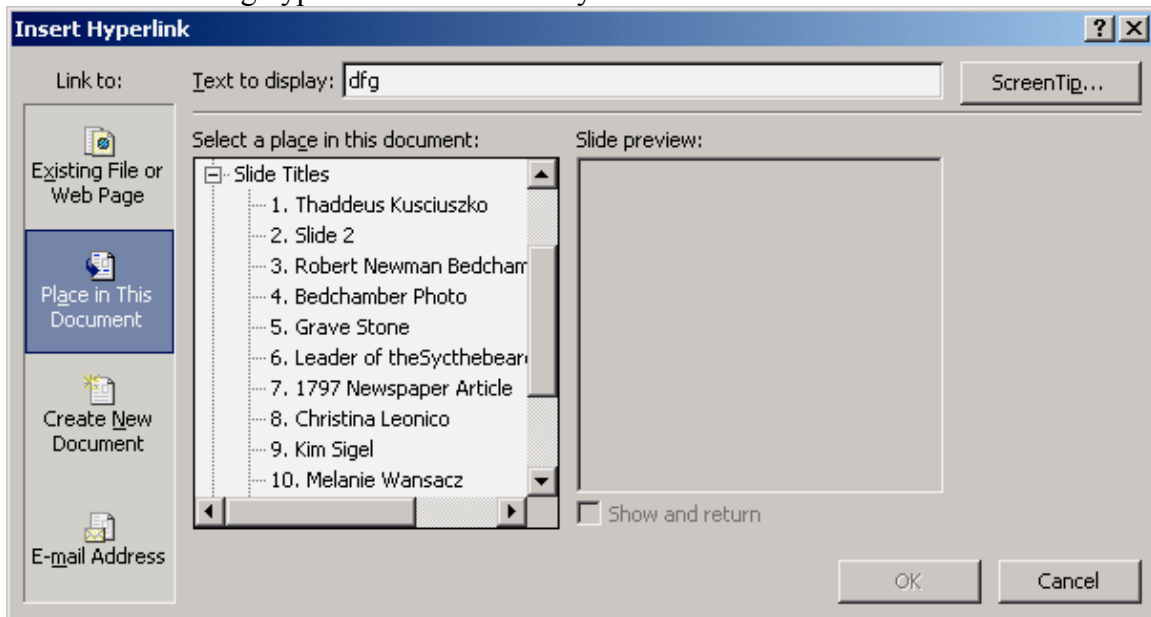 Insert Hyperlink
Link to:
Text to display: dfg
ScreenTip...
Select a place in this document:
Slide preview:
Existing File or
Web Page
Place in This
Document
Create New
Document
E-mail Address
Slide Titles
1. Thaddeus Kusciuszko
2. Slide 2
3. Robert Newman Bedcham
4. Bedchamber Photo
5. Grave Stone
6. Leader of theSycthebear
7. 1797 Newspaper Article
8. Christina Leonico
9. Kim Sigel
10. Melanie Wansacz
Show and return
OK
Cancel